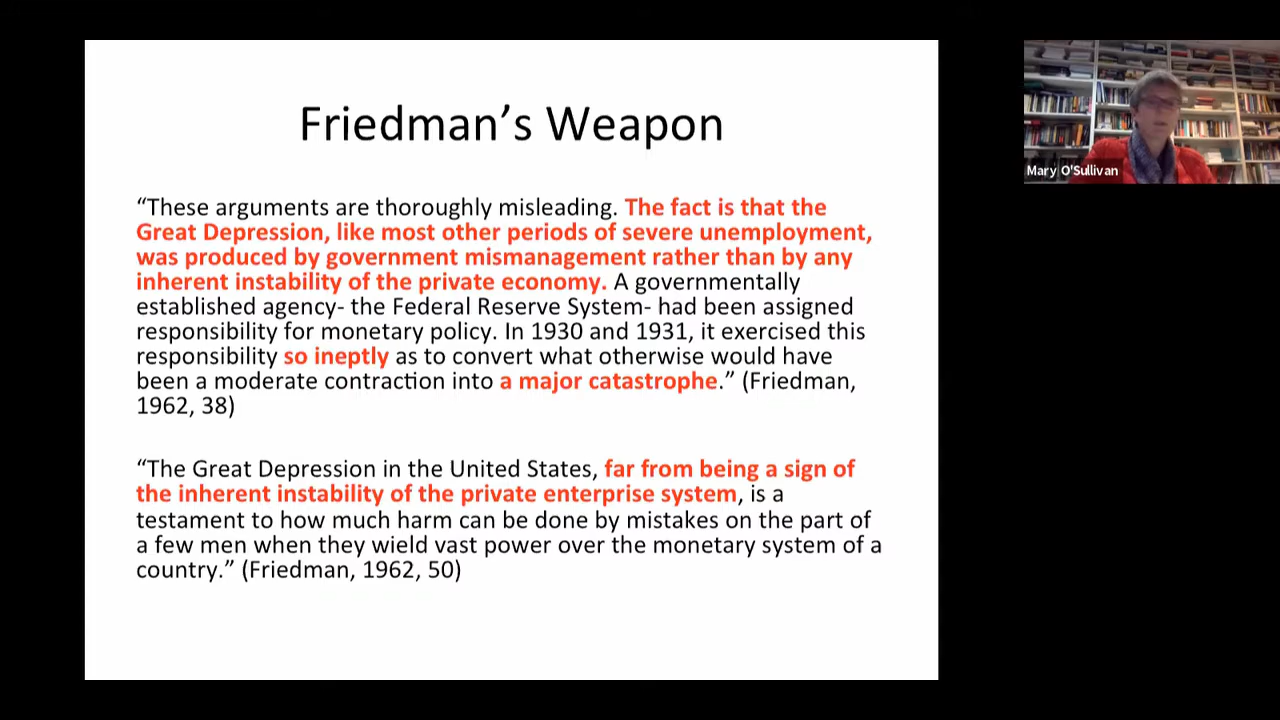 Friedman’s Weapon
“These arguments are thoroughly misleading. The fact is that the
Great Depression, like most other periods of severe unemployment,
was produced by government mismanagement rather than by any
inherent instability of the private economy. A governmentally
established agency- the Federal Reserve System- had been assigned
responsibility for monetary policy. In 1930 and 1931, it exercised this
responsibility so ineptly as to convert what otherwise would have
been a moderate contraction into a major catastrophe.” (Friedman,
1962, 38)
“The Great Depression in the United States, far from being a sign of
the inherent instability of the private enterprise system, is a
testament to how much harm can be done by mistakes on the part of
a few men when they wield vast power over the monetary system of a
country.” (Friedman, 1962, 50)
Mary O'Sullivan